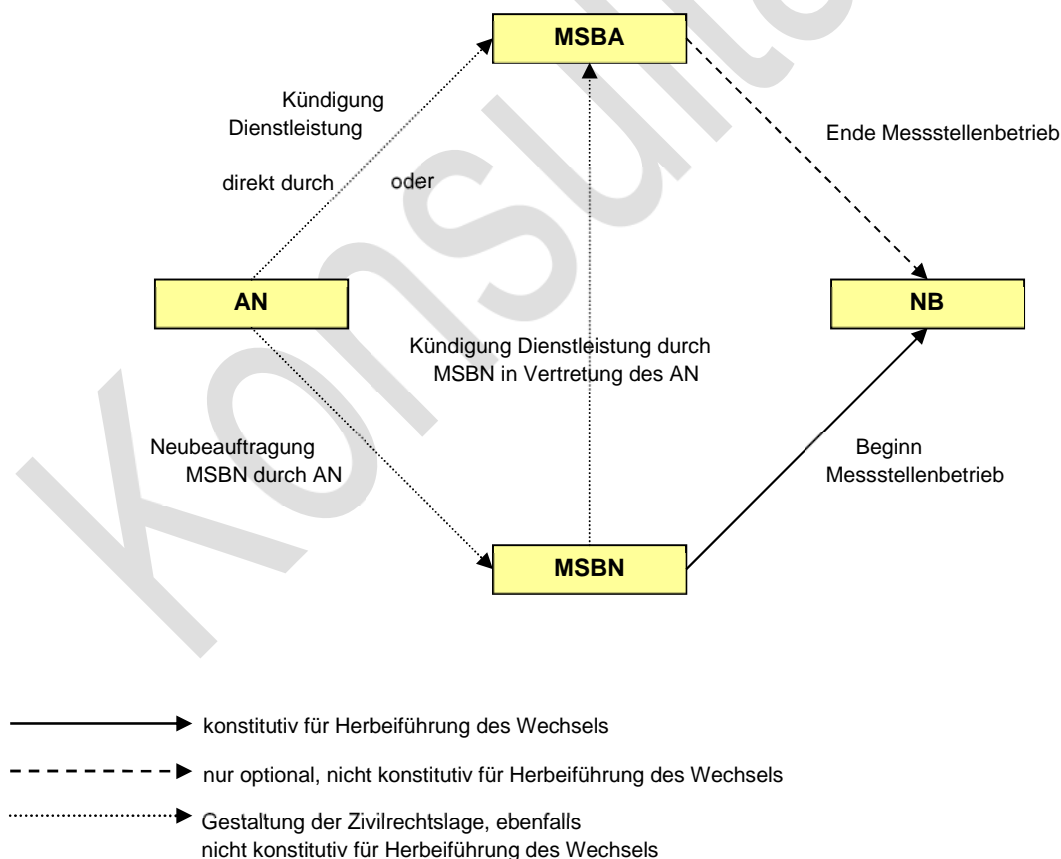 MSBA
Kündigung
Dienstleistung
Ende Messstellenbetrieb
direkt durch oder
AN
NB
Kündigung Dienstleistung durch
MSBN in Vertretung des AN
Neubeauftragung
MSBN durch AN
Beginn
Messstellenbetrieb
MSBN
konstitutiv für Herbeiführung des Wechsels
nur optional, nicht konstitutiv für Herbeiführung des Wechsels
Gestaltung der Zivilrechtslage, ebenfalls
nicht konstitutiv für Herbeiführung des Wechsels
Konsulta